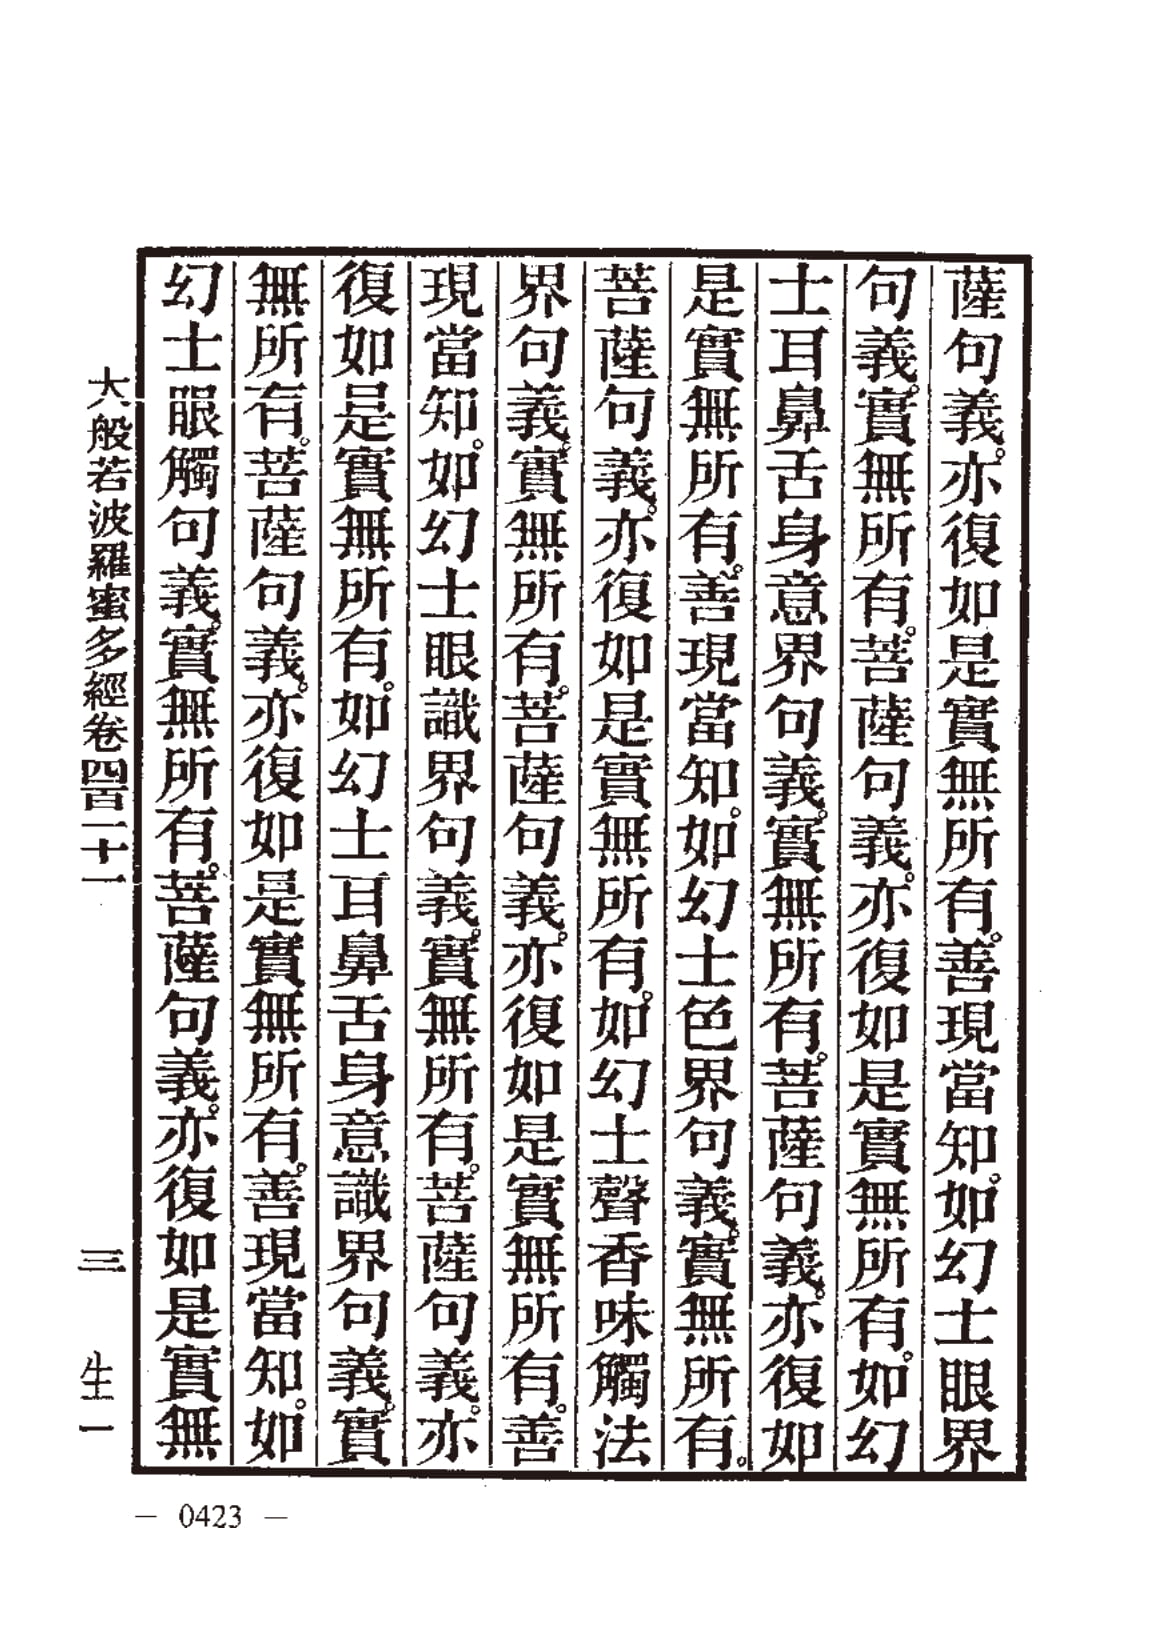 薩句義。亦復如是實無所有。善現當知。如幻士眼界
句義。實無所有。菩薩句義。亦復如是實無所有。如幻
士耳鼻舌身意界句義。實無所有。菩薩句義。亦復如
是實無所有。善現當知。如幻士色界句義。實無所有。
菩薩句義。亦復如是實無所有。如幻士聲香味觸法
界句義。實無所有。菩薩句義。亦復如是實無所有。善
現當知。如幻士眼識界句義。實無所有。菩薩句義。亦
復如是實無所有。如幻士耳鼻舌身意識界句義。實
無所有。菩薩句義。亦復如是實無所有。善現當知。如
幻士眼觸句義。實無所有。菩薩句義。亦復如是實無
大般若波羅蜜多經卷四百一十一 三 生一
— 0423 —